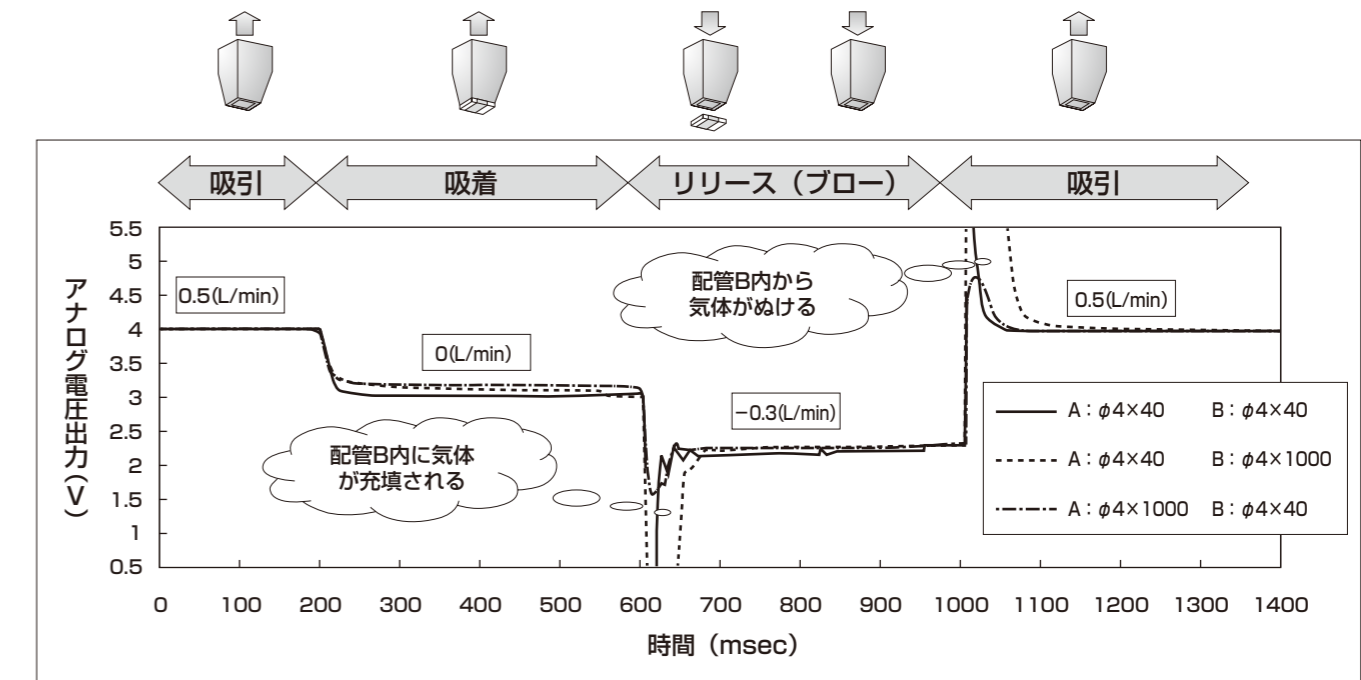 吸引
吸着
リリース（ブロー）
吸引
アナログ電圧出力(V)
5.5
5
4.5
4
3.5
3
2.5
2
1.5
1
0.5
0.5(L/min)
0(L/min)
配管B内に気体
が充填される
配管B内から
気体がぬける
−0.3(L/min)
0.5(L/min)
A：φ4×40 B：φ4×40
A：φ4×40 B：φ4×1000
A：φ4×1000 B：φ4×40
0 100 200 300 400 500 600 700 800 900 1000 1100 1200 1300 1400
時間（msec）